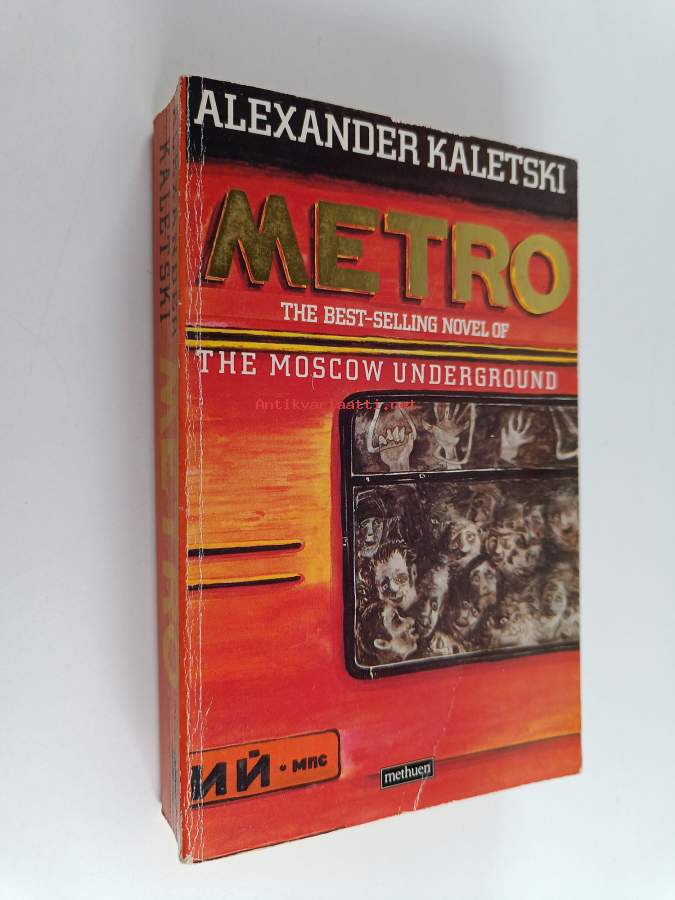 ALEXANDER KALETSKI
METRO
THE BEST-SELLING NOVEL OF
THE MOSCOW UNDERGROUND
Antikvariaatti.net
ИЙ · МПС
methuen
ALEXANDER
KALETSKI
METRO